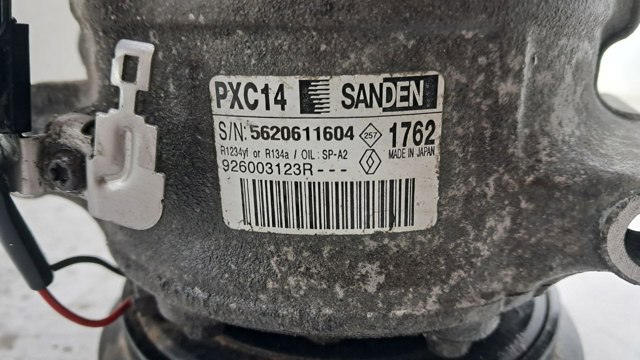 PXC14 SANDEN
S/N: 5620611604 257 1762
R1234yf or R134a / OIL : SP-A2 MADE IN JAPAN
926003123R - - -